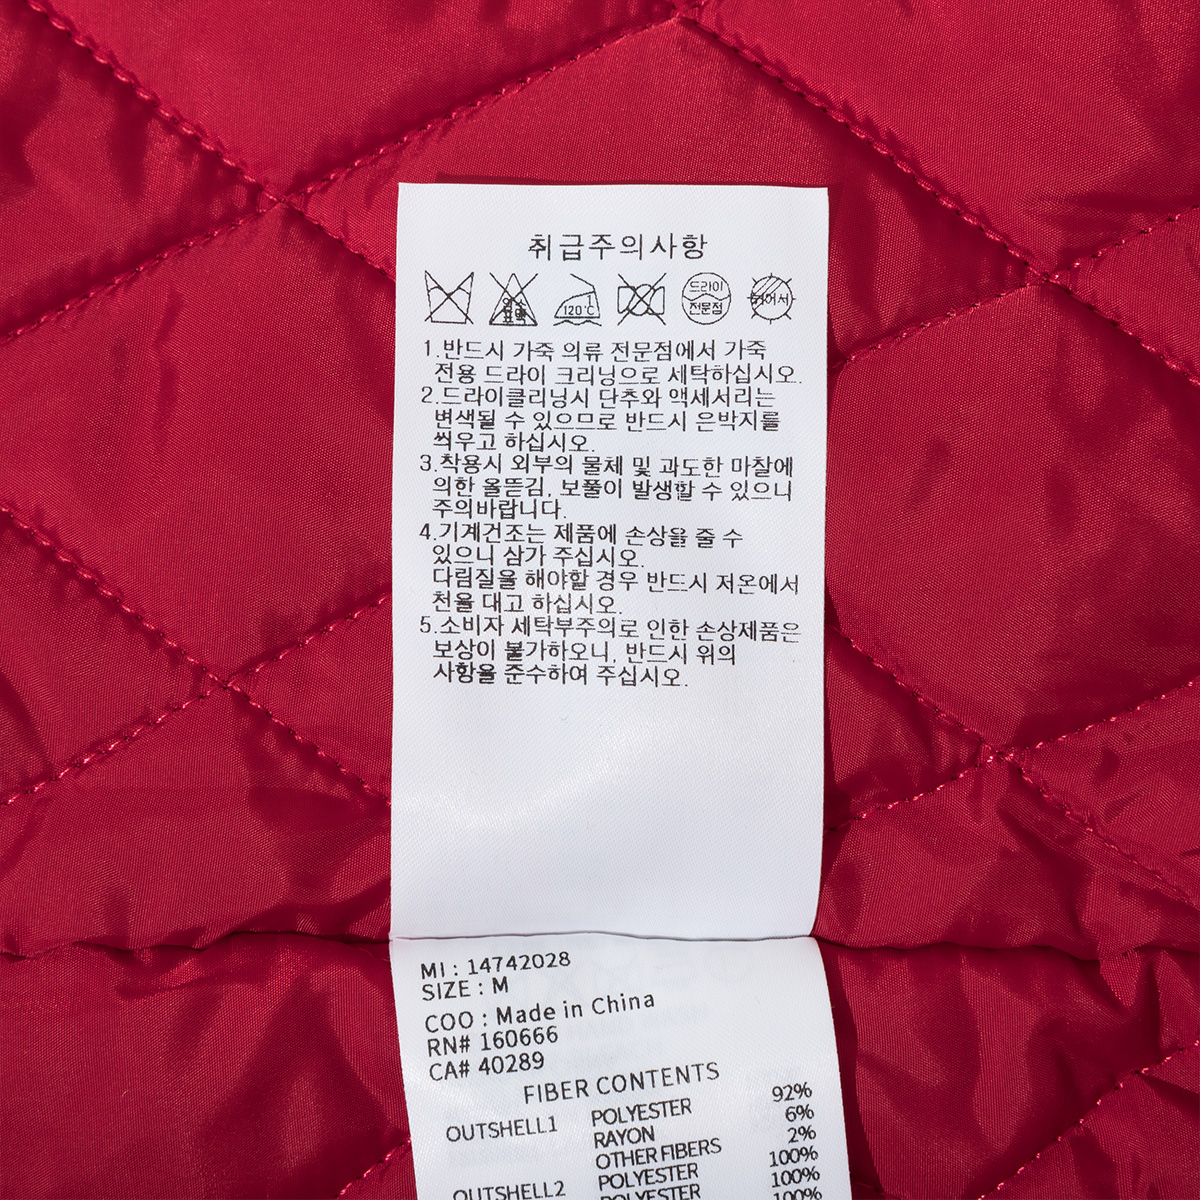 취급주의사항
염소 표백
120℃
드라이
전문점
1.반드시 가죽 의류 전문점에서 가죽
전용 드라이 크리닝으로 세탁하십시오.
2.드라이클리닝시 단추와 액세서리는
변색될 수 있으므로 반드시 은박지를
씌우고 하십시오.
3.착용시 외부의 물체 및 과도한 마찰에
의한 올뜯김, 보풀이 발생할 수 있으니
주의바랍니다.
4.기계건조는 제품에 손상을 줄 수
있으니 삼가 주십시오.
다림질을 해야할 경우 반드시 저온에서
천을 대고 하십시오.
5.소비자 세탁부주의로 인한 손상제품은
보상이 불가하오니, 반드시 위의
사항을 준수하여 주십시오.
MI : 14742028
SIZE : M
COO : Made in China
RN# 160666
CA# 40289
FIBER CONTENTS
OUTSHELL1 POLYESTER 92%
RAYON 6%
OTHER FIBERS 2%
OUTSHELL2 POLYESTER 100%
POLYESTER 100%
100%